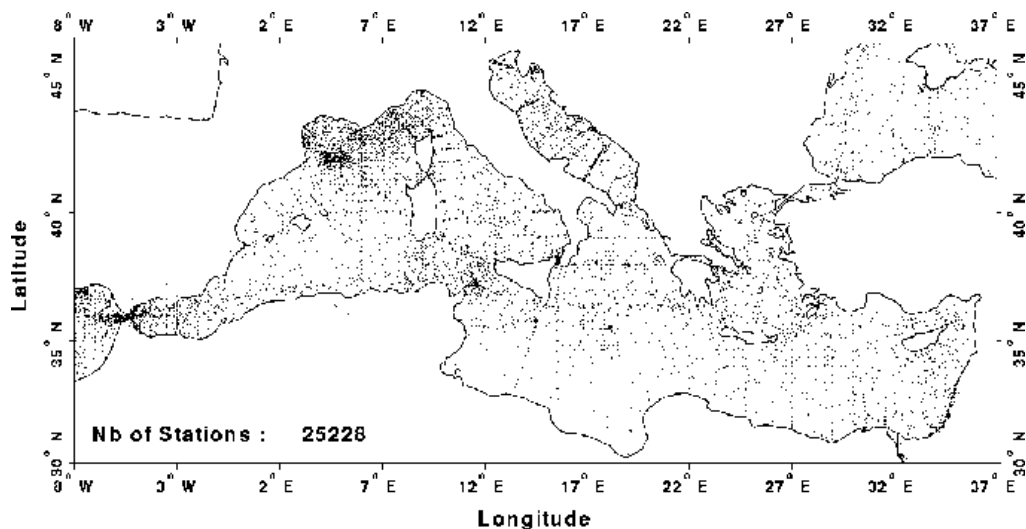 8° W 3° W 2° E 7° E 12° E 17° E 22° E 27° E 32° E 37° E
45° N 45° N
40° N 40° N
Latitude
35° N 35° N
Nb of Stations : 25228
30° N 30° N
8° W 3° W 2° E 7° E 12° E 17° E 22° E 27° E 32° E 37° E
Longitude